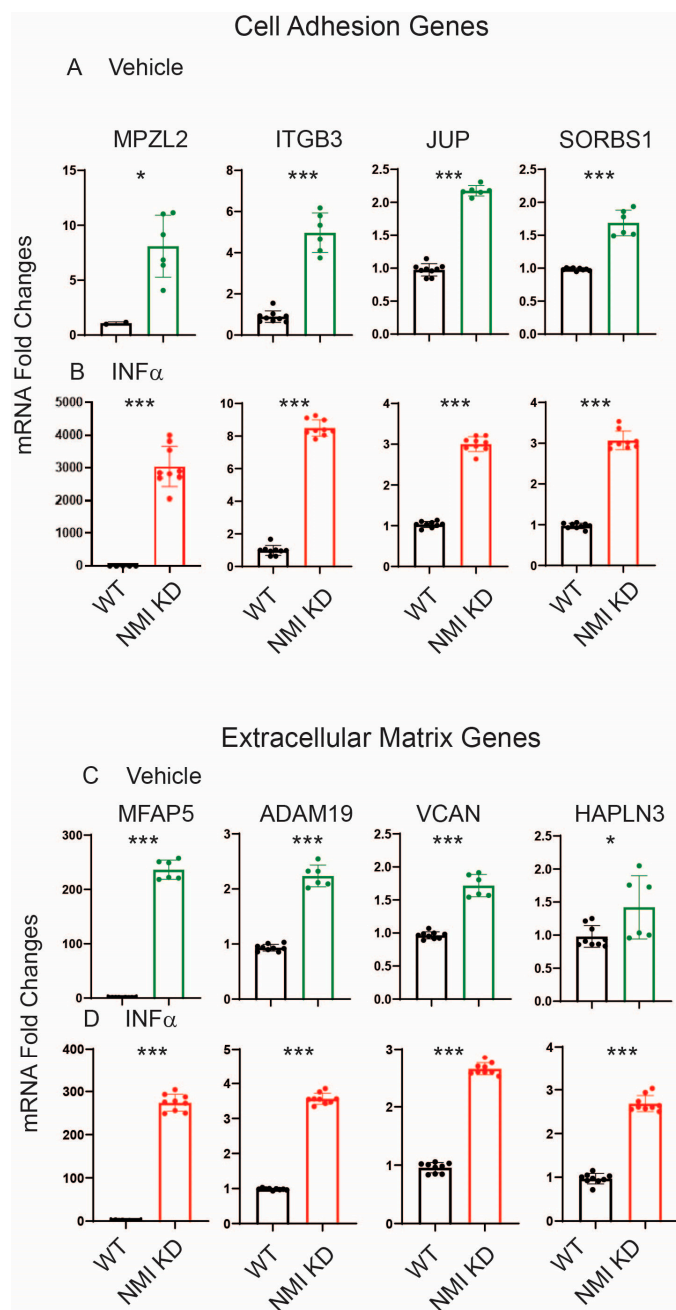 Cell Adhesion Genes
A Vehicle
MPZL2 ITGB3 JUP SORBS1
* *** *** ***
15 10 5 0
8 6 4 2 0
2.5 2.0 1.5 1.0 0.5 0.0
2.5 2.0 1.5 1.0 0.5 0.0
mRNA Fold Changes
B INFα
*** *** *** ***
5000 4000 3000 2000 1000 0
10 8 6 4 2 0
4 3 2 1 0
4 3 2 1 0
WT NMI KD WT NMI KD WT NMI KD WT NMI KD
Extracellular Matrix Genes
C Vehicle
MFAP5 ADAM19 VCAN HAPLN3
*** *** *** *
300 200 100 0
3 2 1 0
2.5 2.0 1.5 1.0 0.5 0.0
2.5 2.0 1.5 1.0 0.5 0.0
mRNA Fold Changes
D INFα
*** *** *** ***
400 300 200 100 0
5 4 3 2 1 0
3 2 1 0
4 3 2 1 0
WT NMI KD WT NMI KD WT NMI KD WT NMI KD